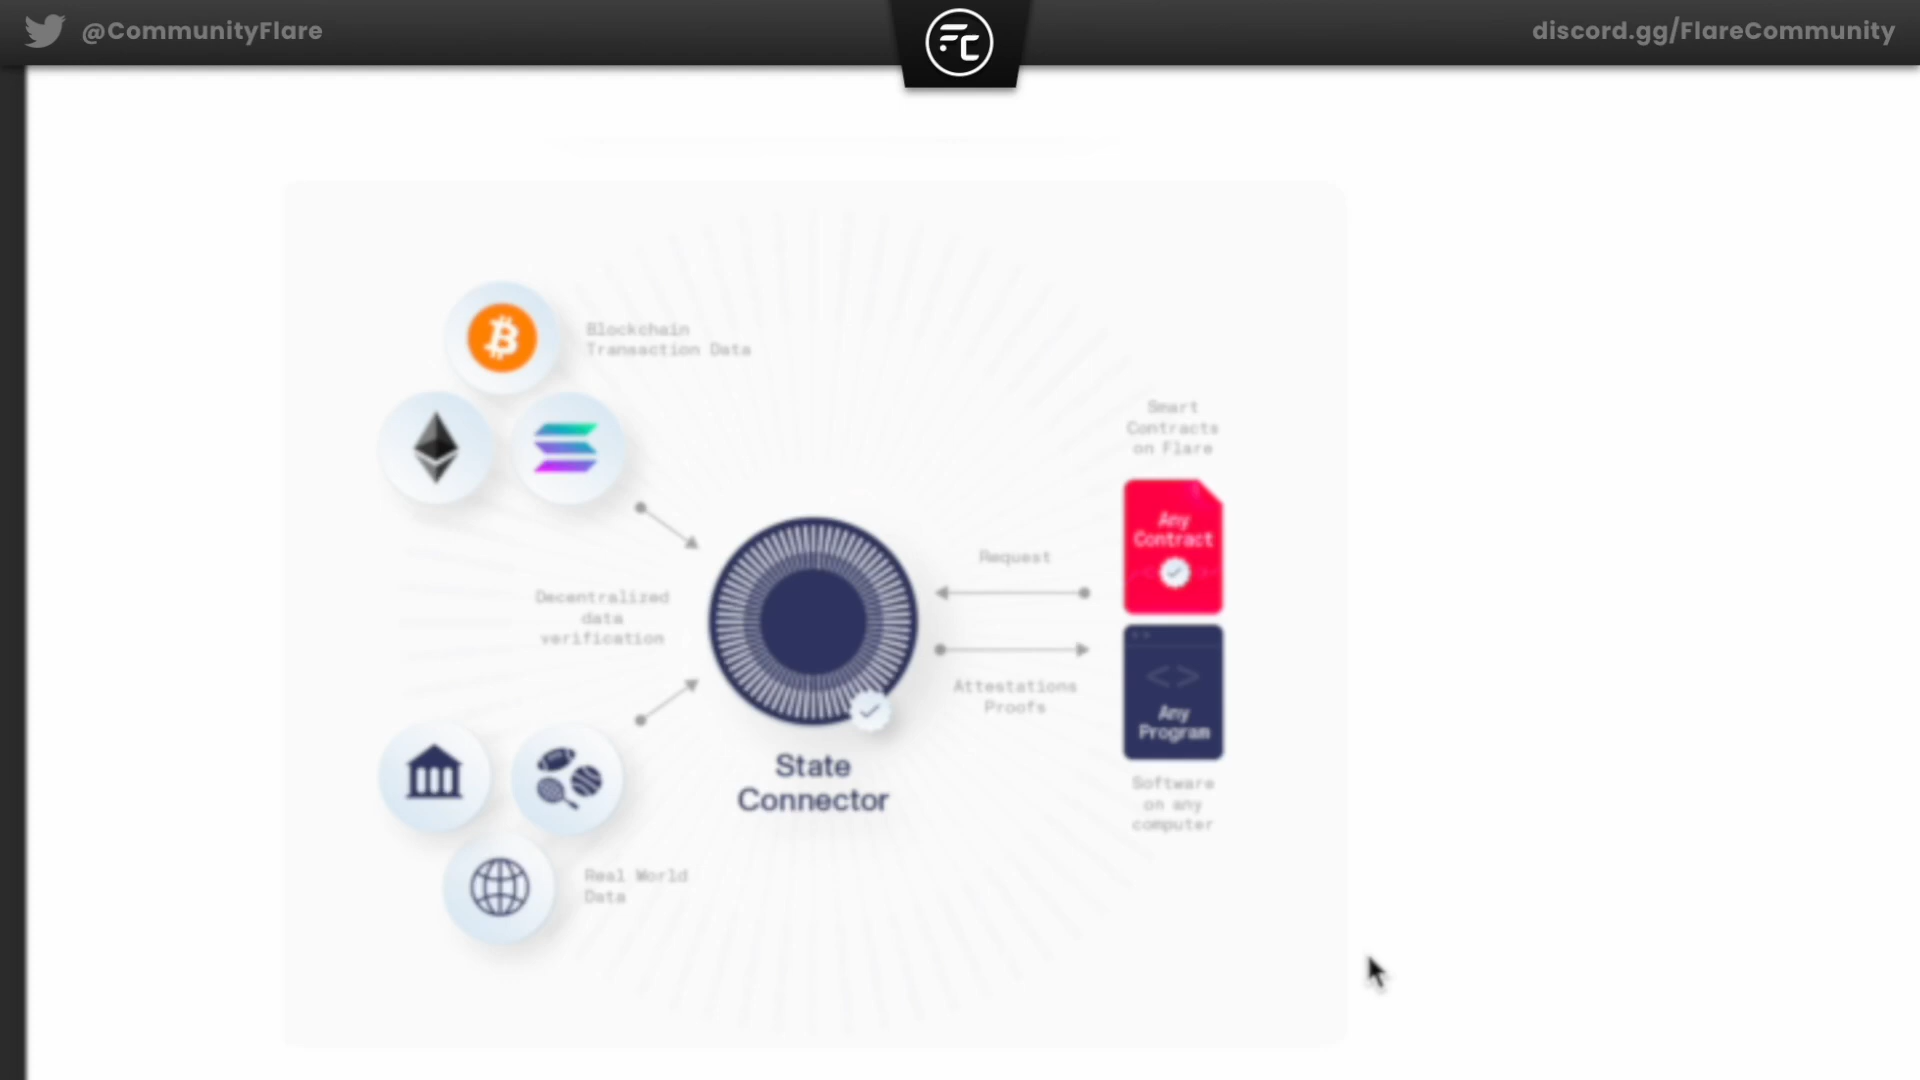 @CommunityFlare
FC
discord.gg/FlareCommunity
Blockchain
Transaction Data
Smart
Contracts
on Flare
Any
Contract
Request
Decentralized
data
verification
Attestations
Proofs
< >
Any
Program
State
Connector
Software
on any
computer
Real World
Data